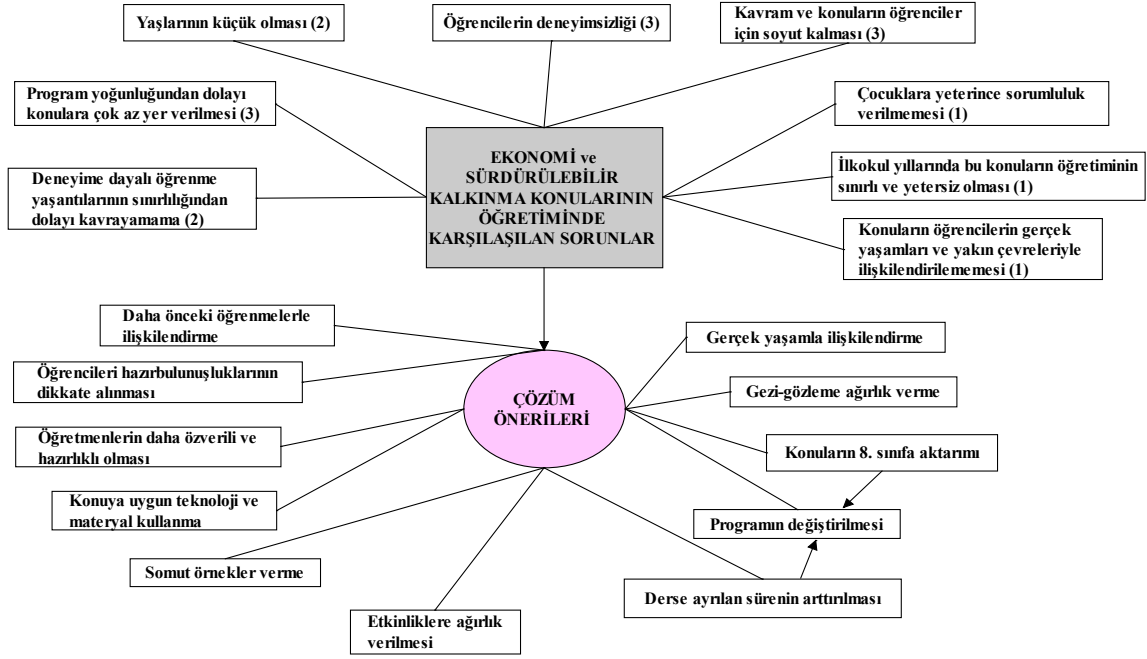 Yaşlarının küçük olması (2)
Öğrencilerin deneyimsizliği (3)
Kavram ve konuların öğrenciler
için soyut kalması (3)
Program yoğunluğundan dolayı
konulara çok az yer verilmesi (3)
Çocuklara yeterince sorumluluk
verilmemesi (1)
Deneyime dayalı öğrenme
yaşantılarının sınırlılığından
dolayı kavrayamama (2)
EKONOMİ ve
SÜRDÜRÜLEBİLİR
KALKINMA KONULARININ
ÖĞRETİMİNDE
KARŞILAŞILAN SORUNLAR
İlkokul yıllarında bu konuların öğretiminin
sınırlı ve yetersiz olması (1)
Konuların öğrencilerin gerçek
yaşamları ve yakın çevreleriyle
ilişkilendirilememesi (1)
Daha önceki öğrenmelerle
ilişkilendirme
Öğrencileri hazırbulunuşluklarının
dikkate alınması
Öğretmenlerin daha özverili ve
hazırlıklı olması
Konuya uygun teknoloji ve
materyal kullanma
Somut örnekler verme
Etkinliklere ağırlık
verilmesi
ÇÖZÜM
ÖNERİLERİ
Gerçek yaşamla ilişkilendirme
Gezi-gözleme ağırlık verme
Konuların 8. sınıfa aktarımı
Programın değiştirilmesi
Derse ayrılan sürenin arttırılması